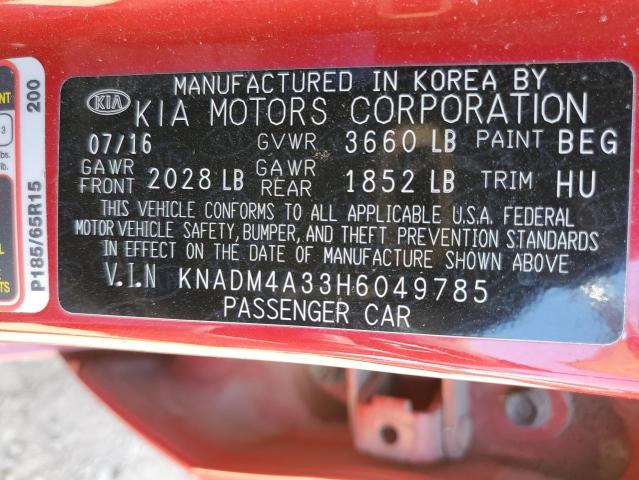 MANUFACTURED IN KOREA BY
KIA KIA MOTORS CORPORATION
07/16 GVWR 3660 LB PAINT BEG
GAWR FRONT 2028 LB GAWR REAR 1852 LB TRIM HU
THIS VEHICLE CONFORMS TO ALL APPLICABLE U.S.A. FEDERAL
MOTOR VEHICLE SAFETY, BUMPER, AND THEFT PREVENTION STANDARDS
IN EFFECT ON THE DATE OF MANUFACTURE SHOWN ABOVE
V.I.N KNADM4A33H6049785
PASSENGER CAR
P185/65R15 200